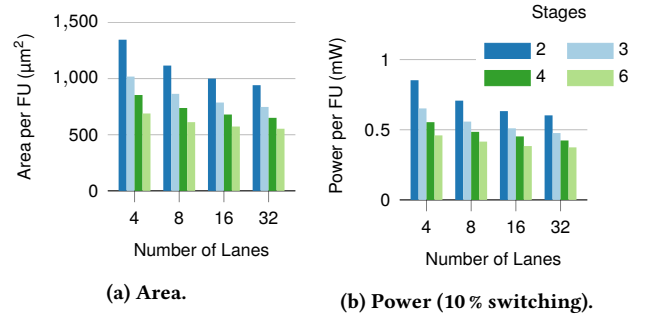 1,500
1,000
500
0
Area per FU (µm²)
4 8 16 32
Number of Lanes
(a) Area.
Stages
2 3
4 6
1
0.5
0
Power per FU (mW)
4 8 16 32
Number of Lanes
(b) Power (10 % switching).